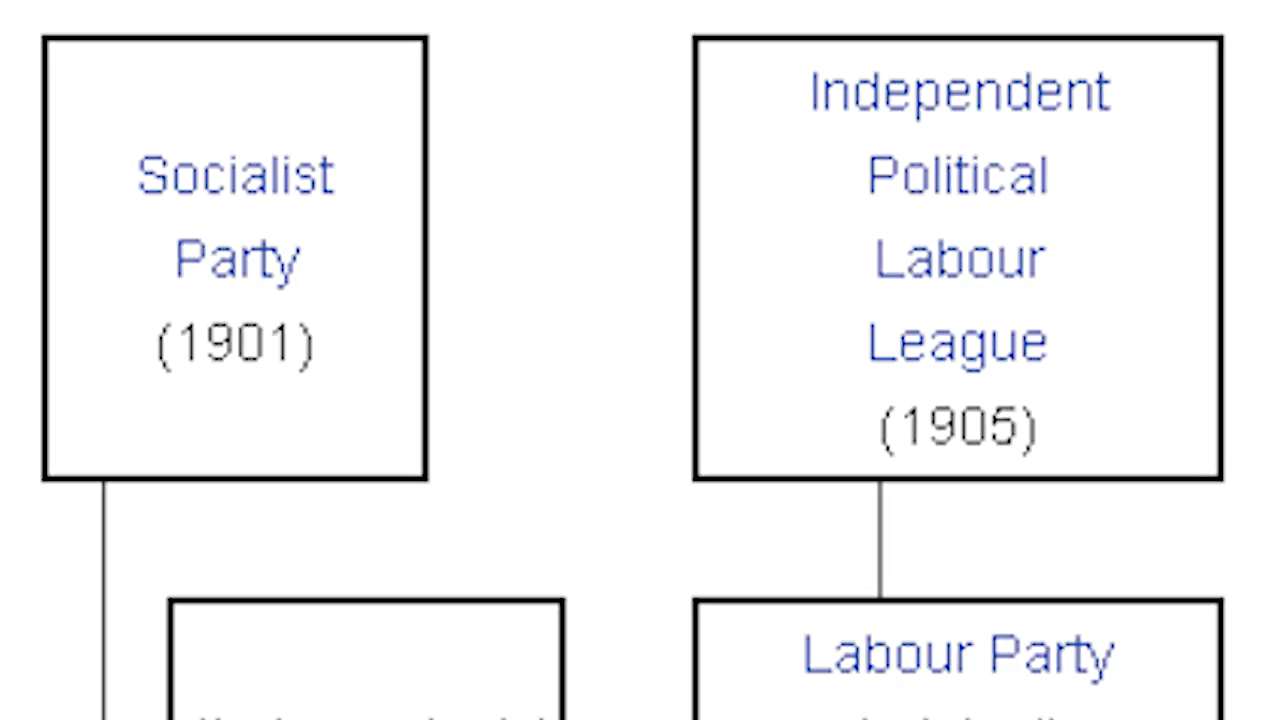 Socialist
Party
(1901)
Independent
Political
Labour
League
(1905)
Labour Party